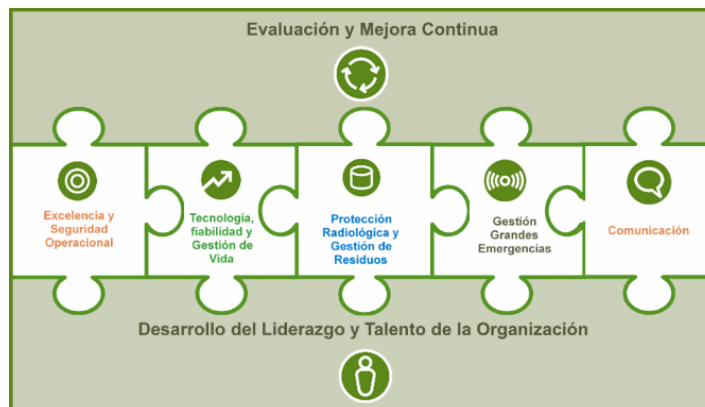 Evaluación y Mejora Continua
Excelencia y
Seguridad
Operacional
Tecnología,
fiabilidad y
Gestión de
Vida
Protección
Radiológica y
Gestión de
Residuos
Gestión
Grandes
Emergencias
Comunicación
Desarrollo del Liderazgo y Talento de la Organización